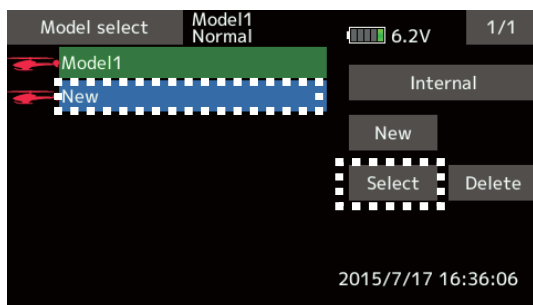 Model select
Model1
Normal
6.2V
1/1
Model1
New
Internal
New
Select
Delete
2015/7/17 16:36:06